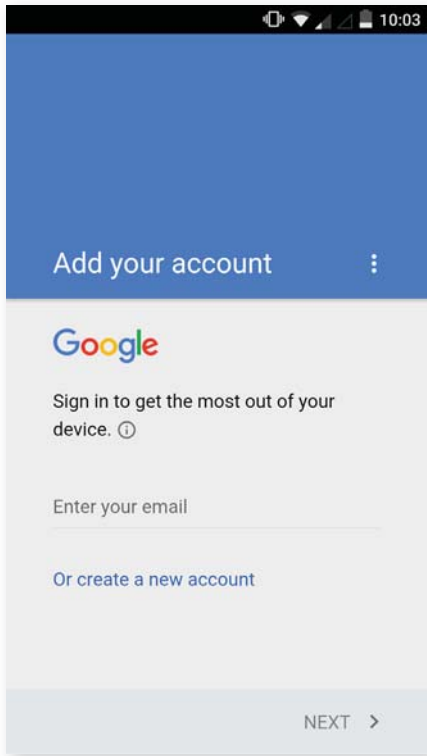 10:03
Add your account
Google
Sign in to get the most out of your
device.
Enter your email
Or create a new account
NEXT